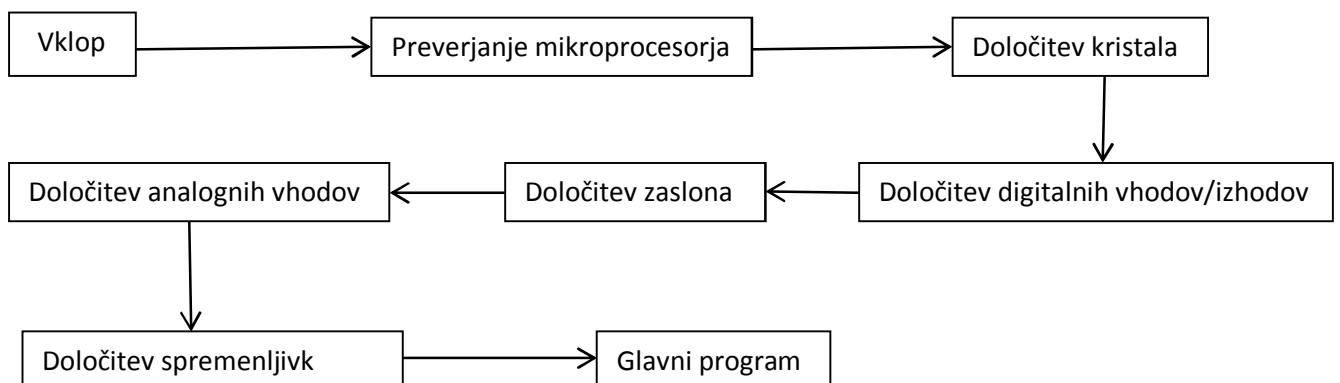 Vklop
Preverjanje mikroprocesorja
Določitev kristala
Določitev digitalnih vhodov/izhodov
Določitev zaslona
Določitev analognih vhodov
Določitev spremenljivk
Glavni program